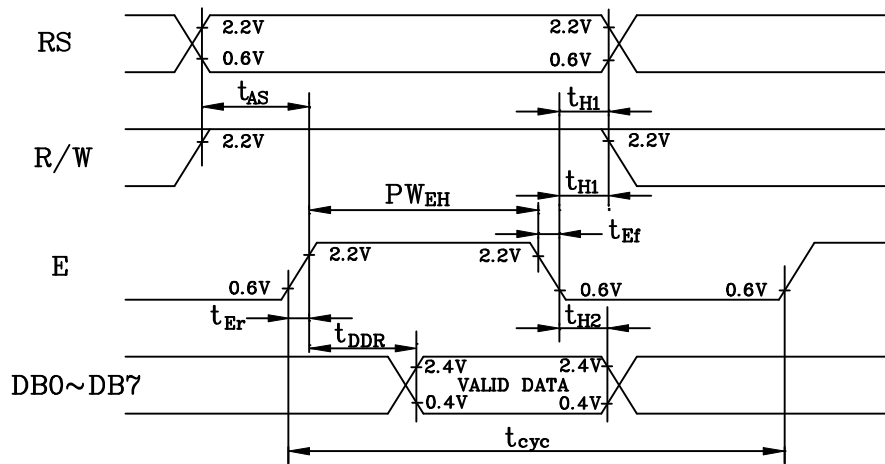 RS 2.2V 2.2V
0.6V 0.6V
tAS tH1
R/W 2.2V 2.2V
PWEH tH1
tEf
E 2.2V 2.2V
0.6V 0.6V 0.6V
tEr tDDR tH2
DB0~DB7 2.4V VALID DATA 2.4V
0.4V 0.4V
tcyc